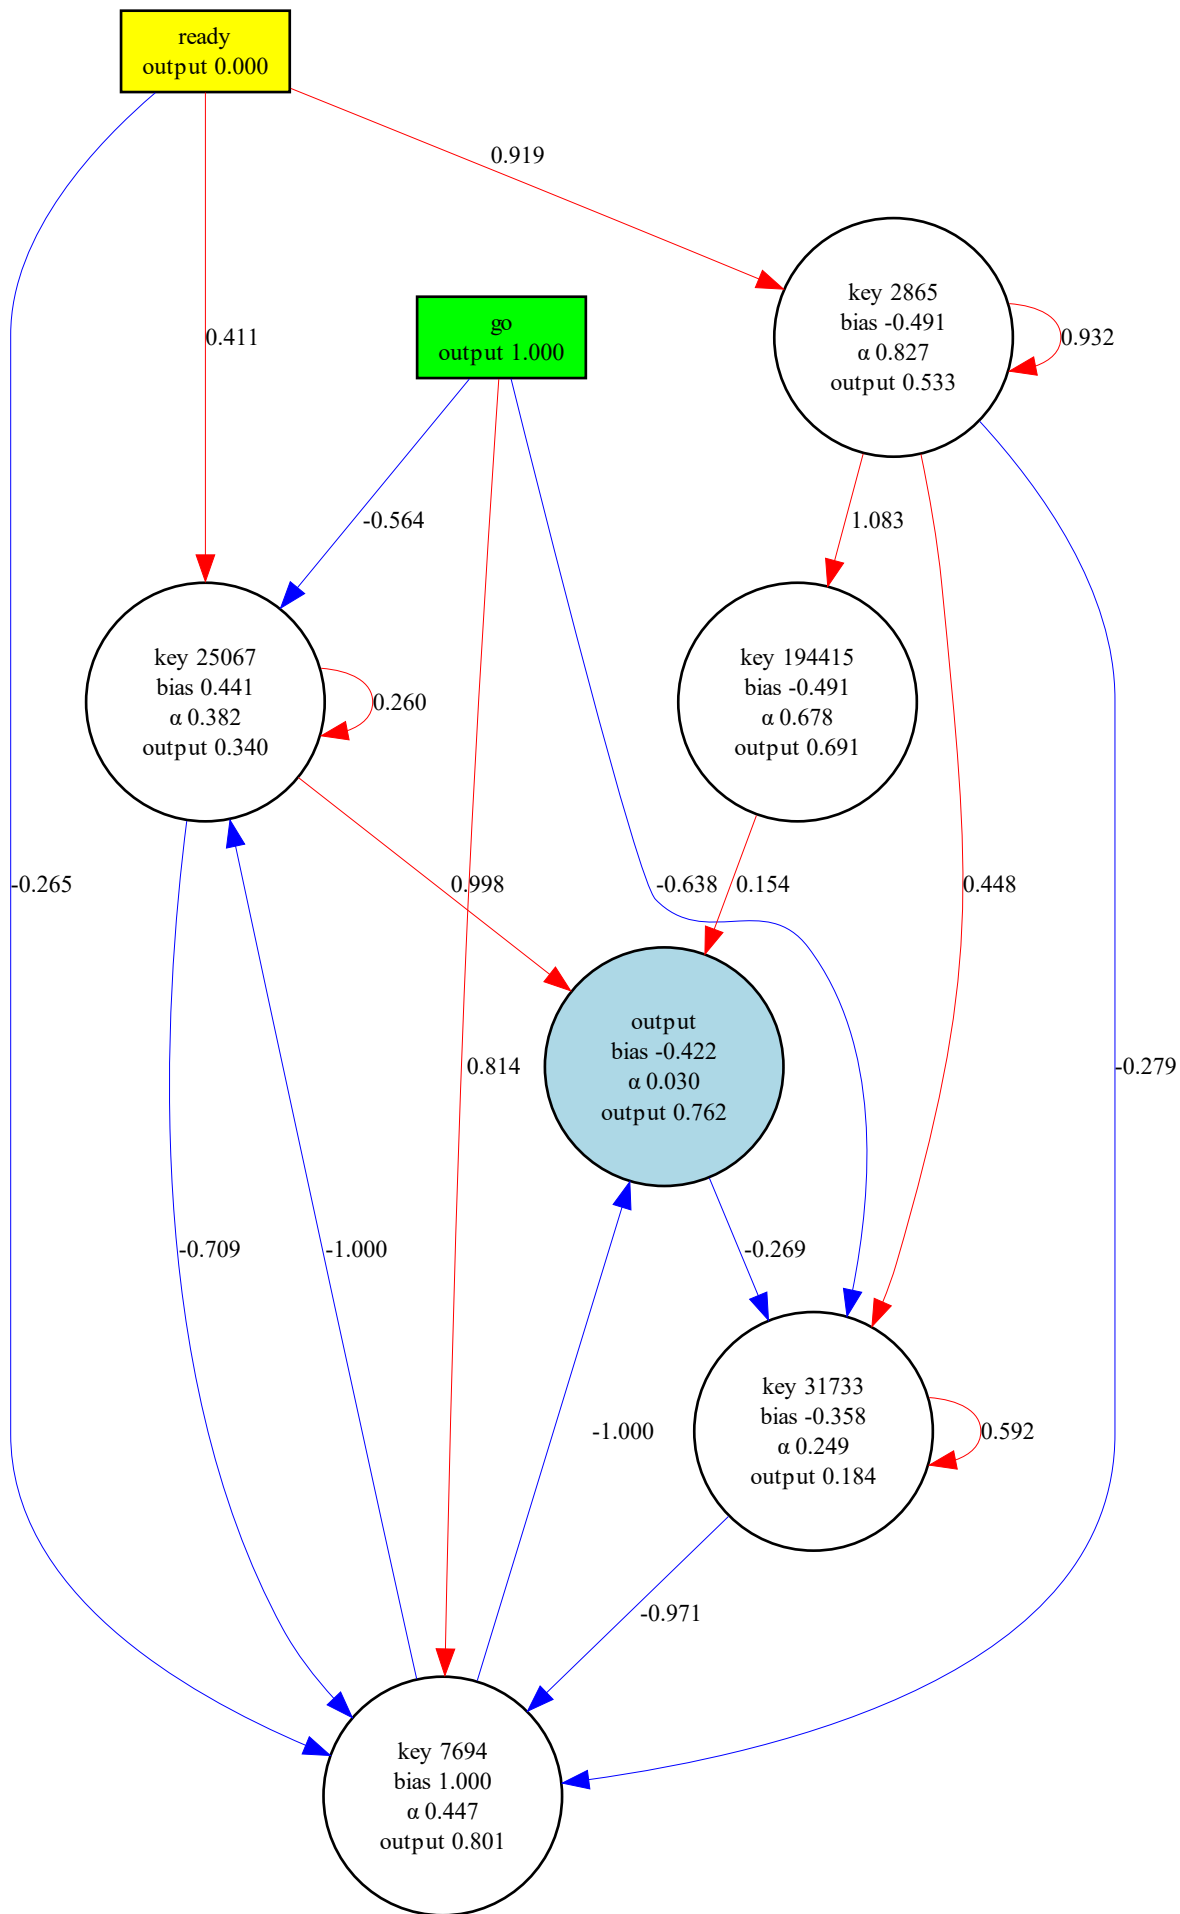 ready
output 0.000
0.919
key 2865
bias -0.491
α 0.827
output 0.533
0.932
go
output 1.000
0.411
-0.564
1.083
key 25067
bias 0.441
α 0.382
output 0.340
0.260
key 194415
bias -0.491
α 0.678
output 0.691
-0.265
0.998
-0.638
0.154
0.448
output
bias -0.422
α 0.030
output 0.762
0.814
-0.279
-0.709
-1.000
-0.269
key 31733
bias -0.358
α 0.249
output 0.184
-1.000
0.592
-0.971
key 7694
bias 1.000
α 0.447
output 0.801